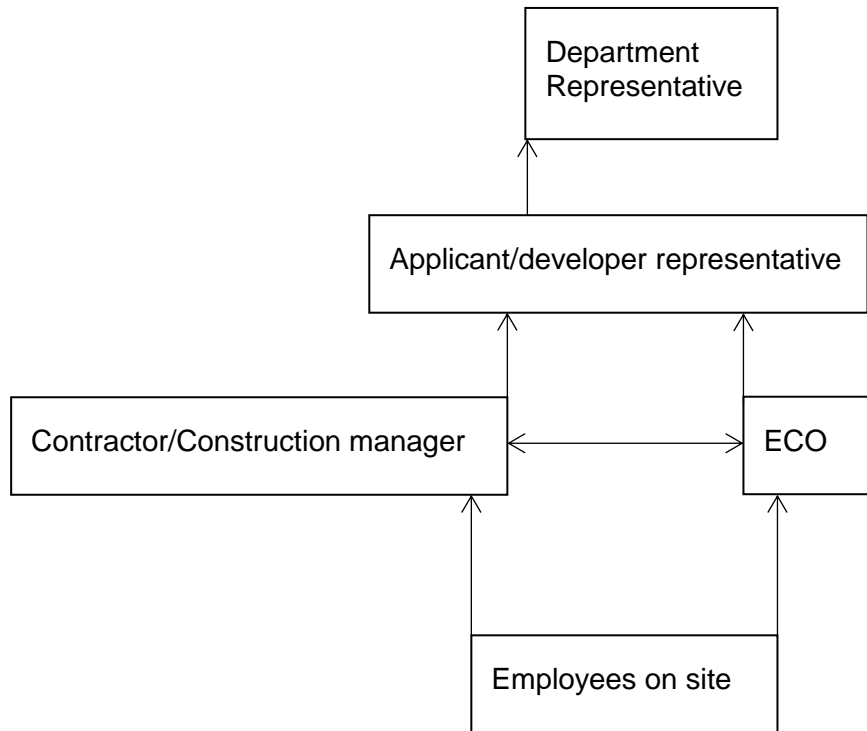 Department
Representative
Applicant/developer representative
Contractor/Construction manager
ECO
Employees on site